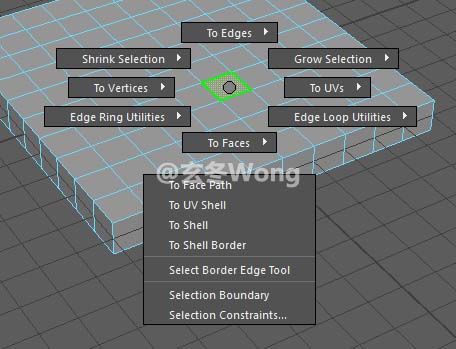 To Edges
Shrink Selection
Grow Selection
To Vertices
To UVs
Edge Ring Utilities
Edge Loop Utilities
To Faces
@玄冬Wong
To Face Path
To UV Shell
To Shell
To Shell Border
Select Border Edge Tool
Selection Boundary
Selection Constraints...